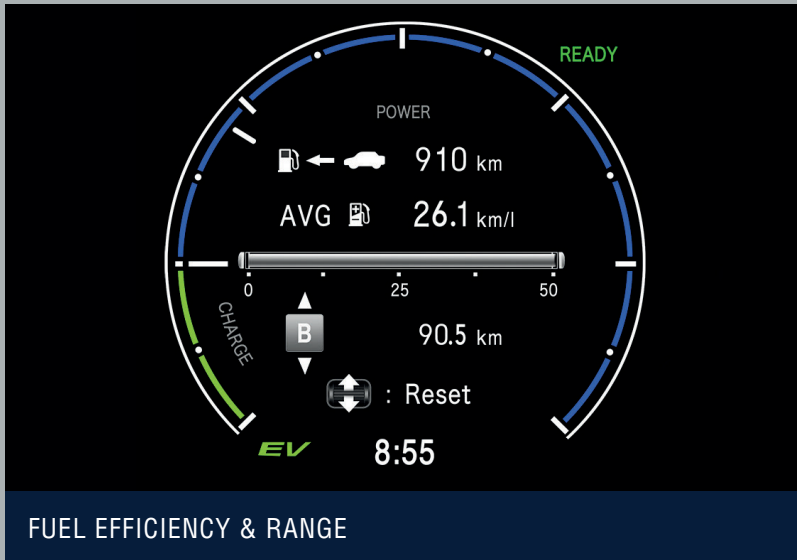 READY
POWER
910 km
AVG 26.1 km/l
0 25 50
CHARGE
B 90.5 km
: Reset
EV 8:55
FUEL EFFICIENCY & RANGE